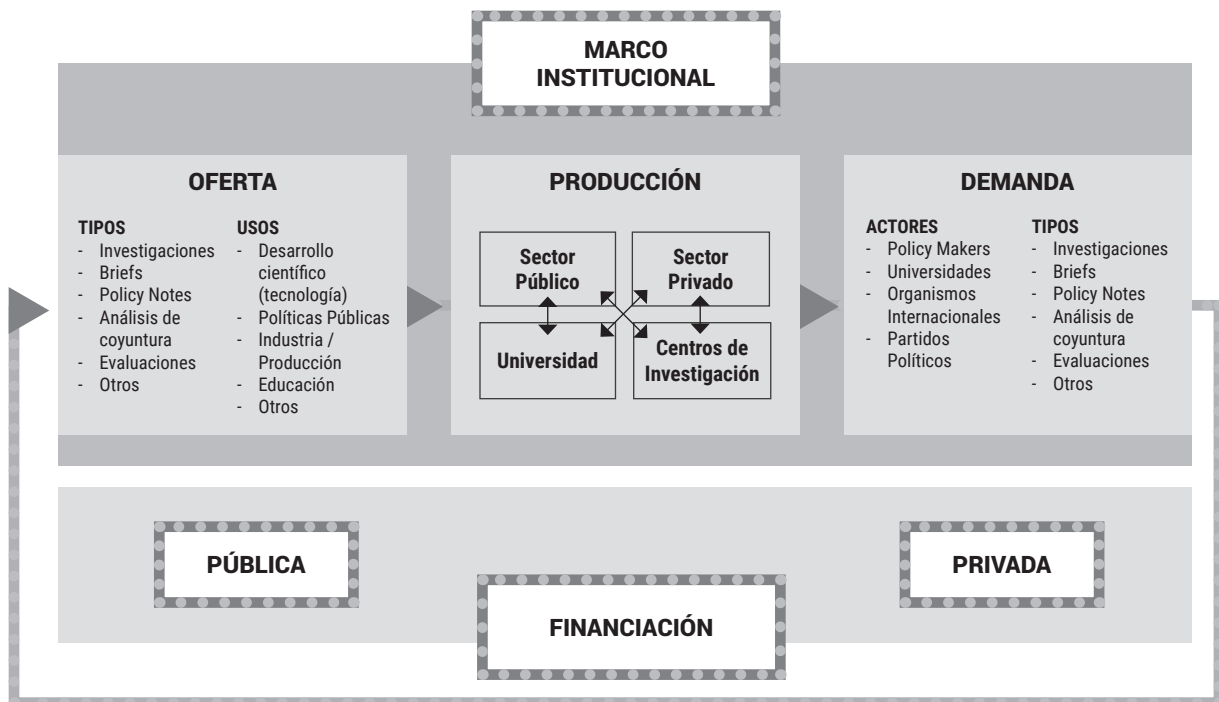 MARCO
INSTITUCIONAL
OFERTA
TIPOS
- Investigaciones
- Briefs
- Policy Notes
- Análisis de
coyuntura
- Evaluaciones
- Otros
USOS
- Desarrollo
científico
(tecnología)
- Políticas Públicas
- Industria /
Producción
- Educación
- Otros
PRODUCCIÓN
Sector
Público
Sector
Privado
Universidad
Centros de
Investigación
DEMANDA
ACTORES
- Policy Makers
- Universidades
- Organismos
Internacionales
- Partidos
Políticos
TIPOS
- Investigaciones
- Briefs
- Policy Notes
- Análisis de
coyuntura
- Evaluaciones
- Otros
PÚBLICA
PRIVADA
FINANCIACIÓN